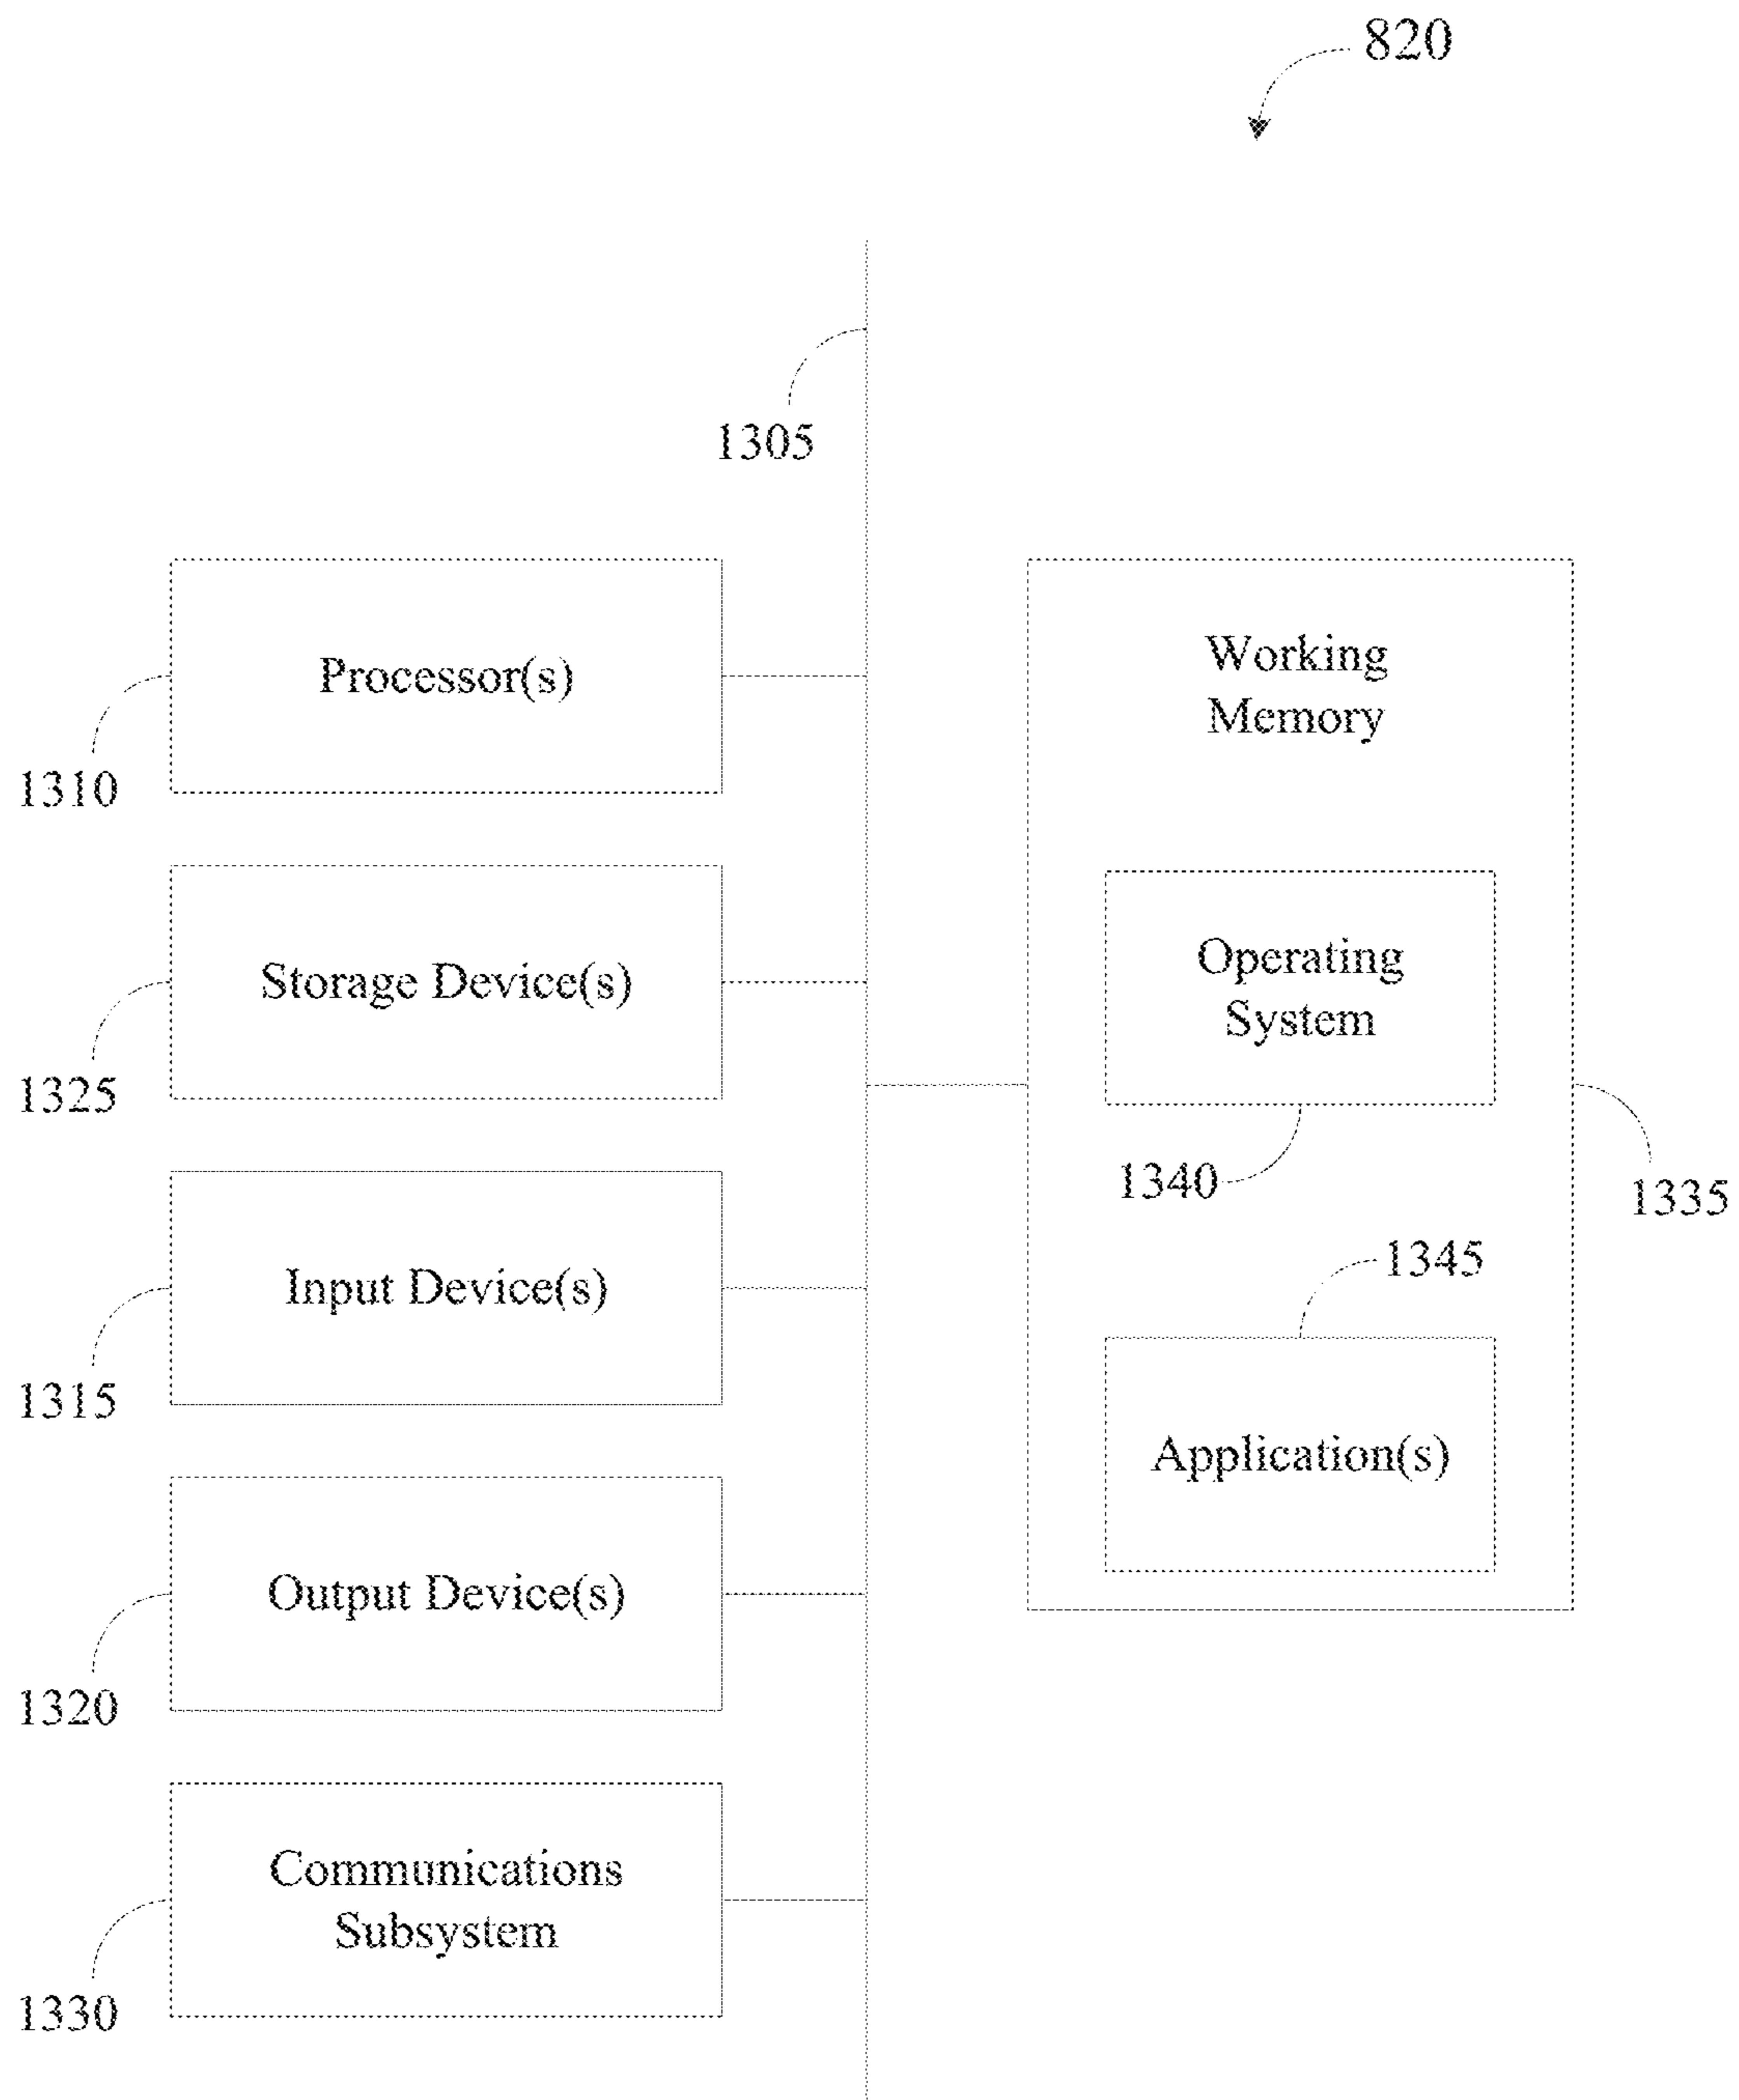 820
1305
Processor(s)
1310
Storage Device(s)
1325
Input Device(s)
1315
Output Device(s)
1320
Communications
Subsystem
1330
Working
Memory
Operating
System
1340
1335
1345
Application(s)